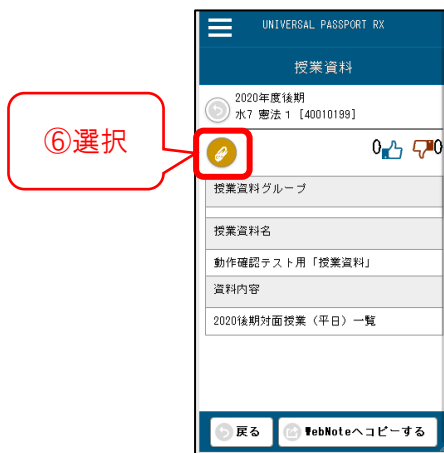 UNIVERSAL PASSPORT RX
授業資料
2020年度後期
水7 憲法1 [40010199]
⑥選択
0 0
授業資料グループ
授業資料名
動作確認テスト用「授業資料」
資料内容
2020後期対面授業（平日）一覧
戻る WebNoteへコピーする